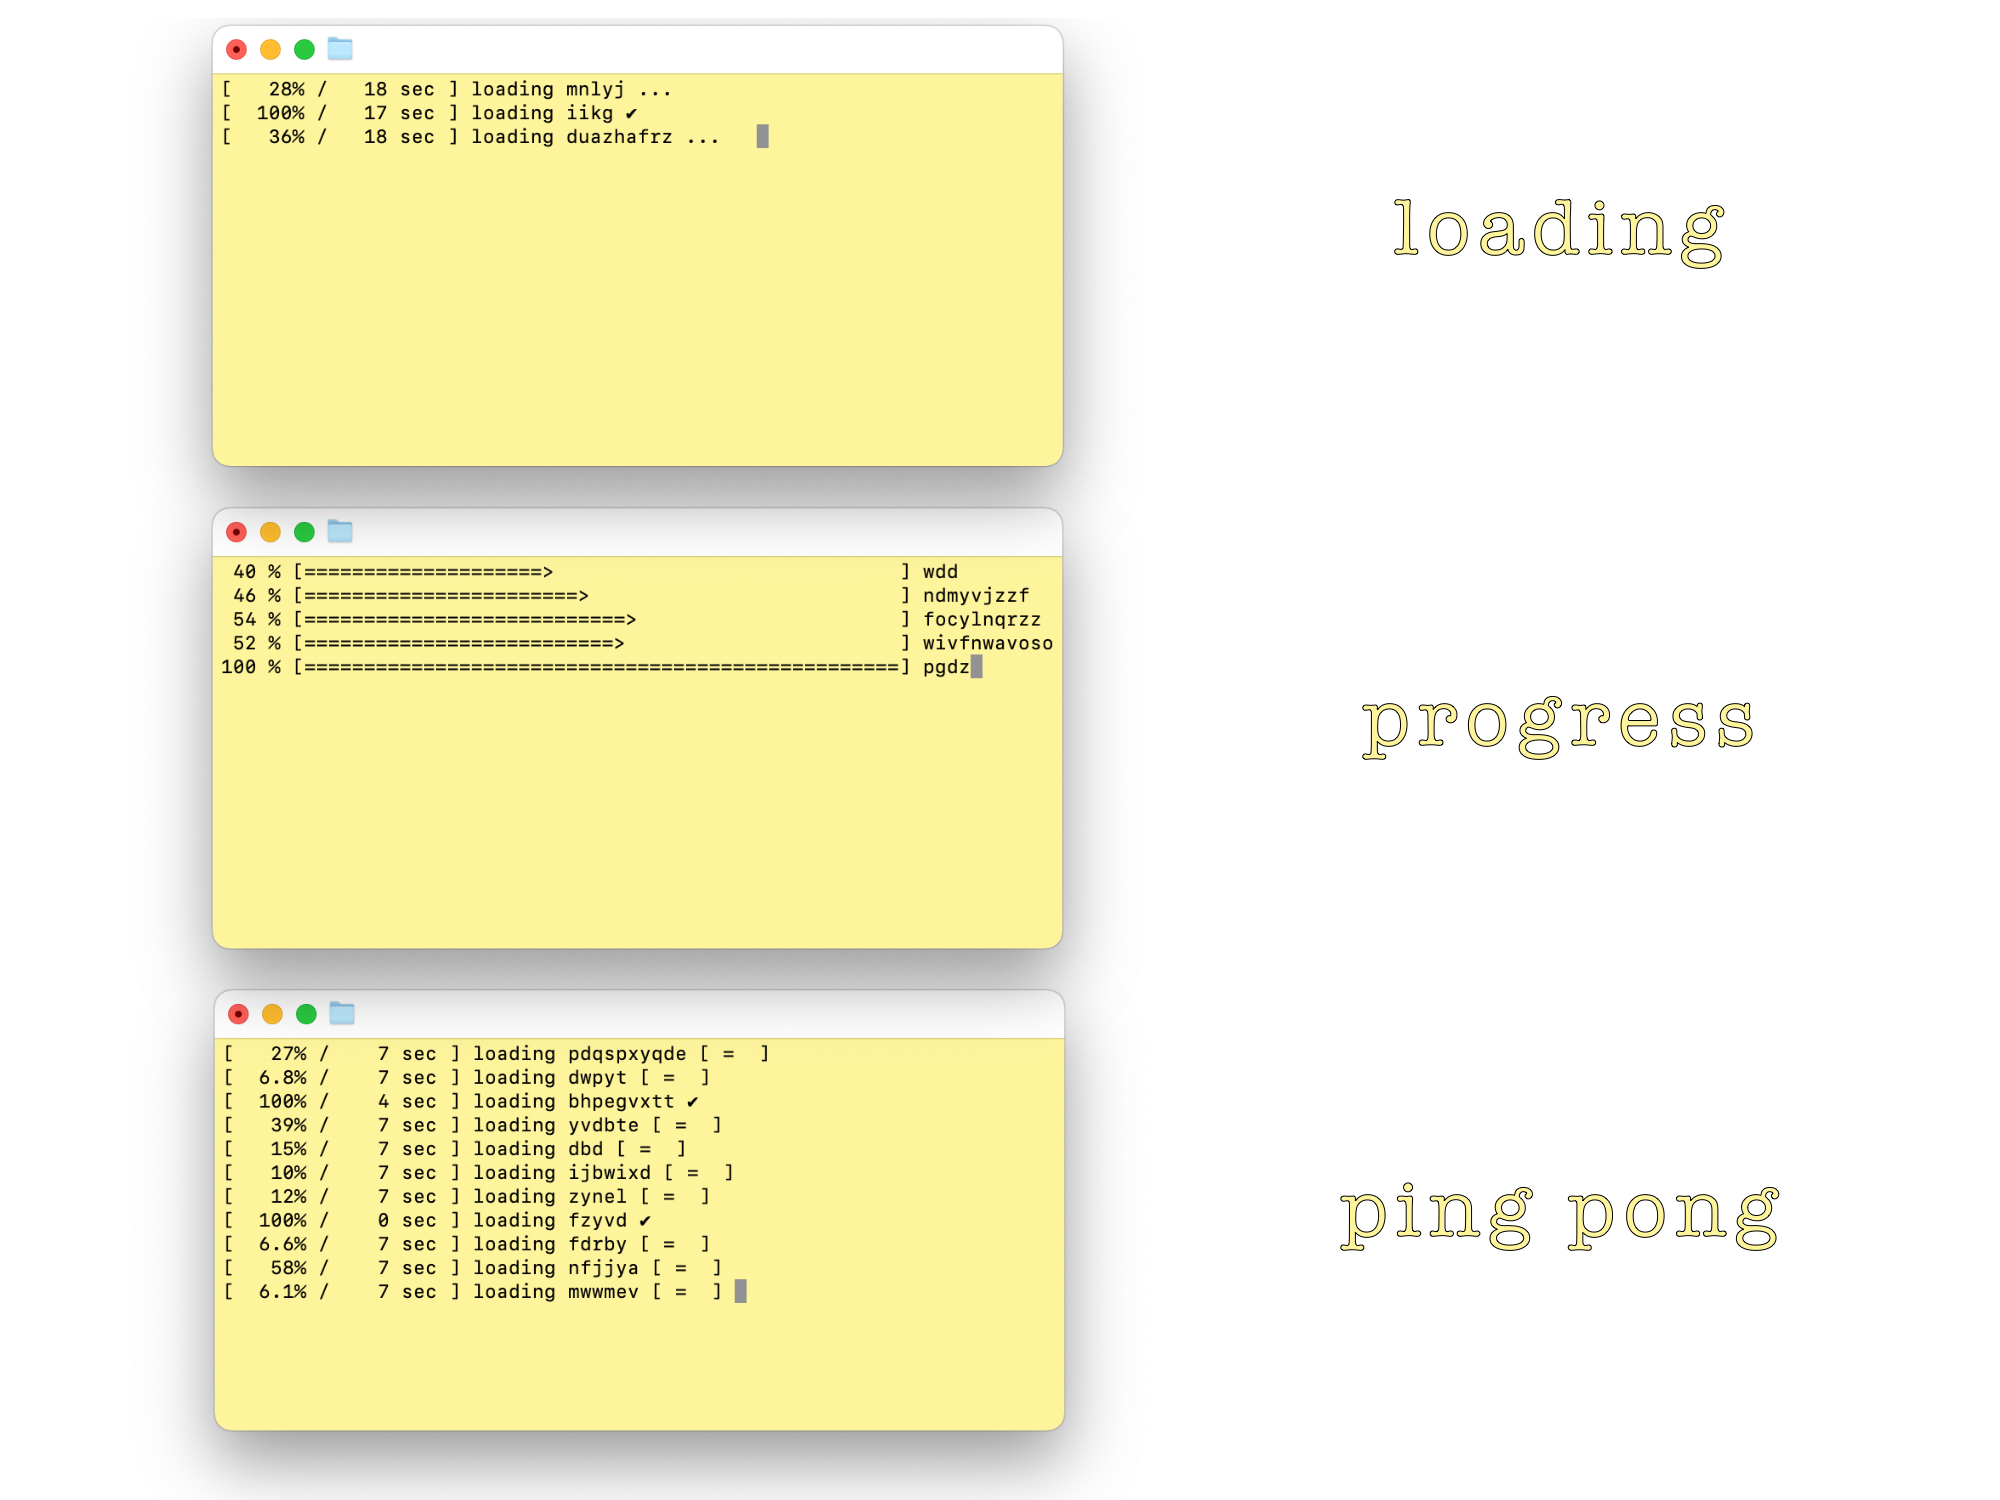 [   28% /   18 sec ] loading mnlyj ...
[  100% /   17 sec ] loading iikg ✔
[   36% /   18 sec ] loading duazhafrz ...
loading
 40 % [====================>                             ] wdd
 46 % [=======================>                          ] ndmyvjzzf
 54 % [===========================>                      ] focylnqrzz
 52 % [==========================>                       ] wivfnwavoso
100 % [==================================================] pgdz
progress
[   27% /    7 sec ] loading pdqspxyqde [ =  ]
[  6.8% /    7 sec ] loading dwpyt [ =  ]
[  100% /    4 sec ] loading bhpegvxtt ✔
[   39% /    7 sec ] loading yvdbte [ =  ]
[   15% /    7 sec ] loading dbd [ =  ]
[   10% /    7 sec ] loading ijbwixd [ =  ]
[   12% /    7 sec ] loading zynel [ =  ]
[  100% /    0 sec ] loading fzyvd ✔
[  6.6% /    7 sec ] loading fdrby [ =  ]
[   58% /    7 sec ] loading nfjjya [ =  ]
[  6.1% /    7 sec ] loading mwwmev [ =  ]
ping pong